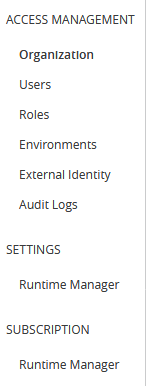 ACCESS MANAGEMENT
Organization
Users
Roles
Environments
External Identity
Audit Logs
SETTINGS
Runtime Manager
SUBSCRIPTION
Runtime Manager